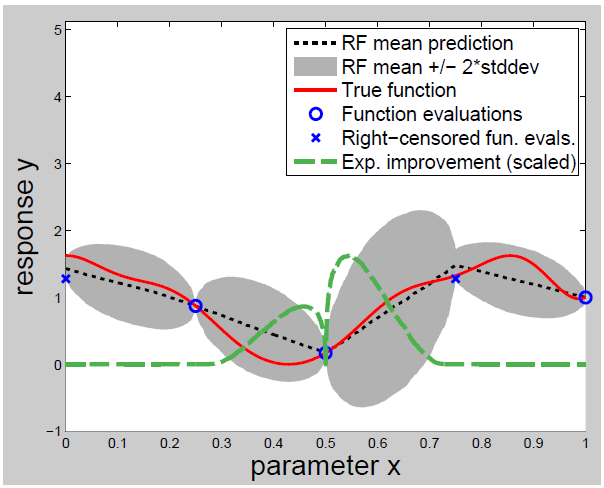 5
RF mean prediction
RF mean +/− 2*stddev
True function
Function evaluations
Right−censored fun. evals.
Exp. improvement (scaled)
4
3
2
1
0
−1
response y
0 0.1 0.2 0.3 0.4 0.5 0.6 0.7 0.8 0.9 1
parameter x